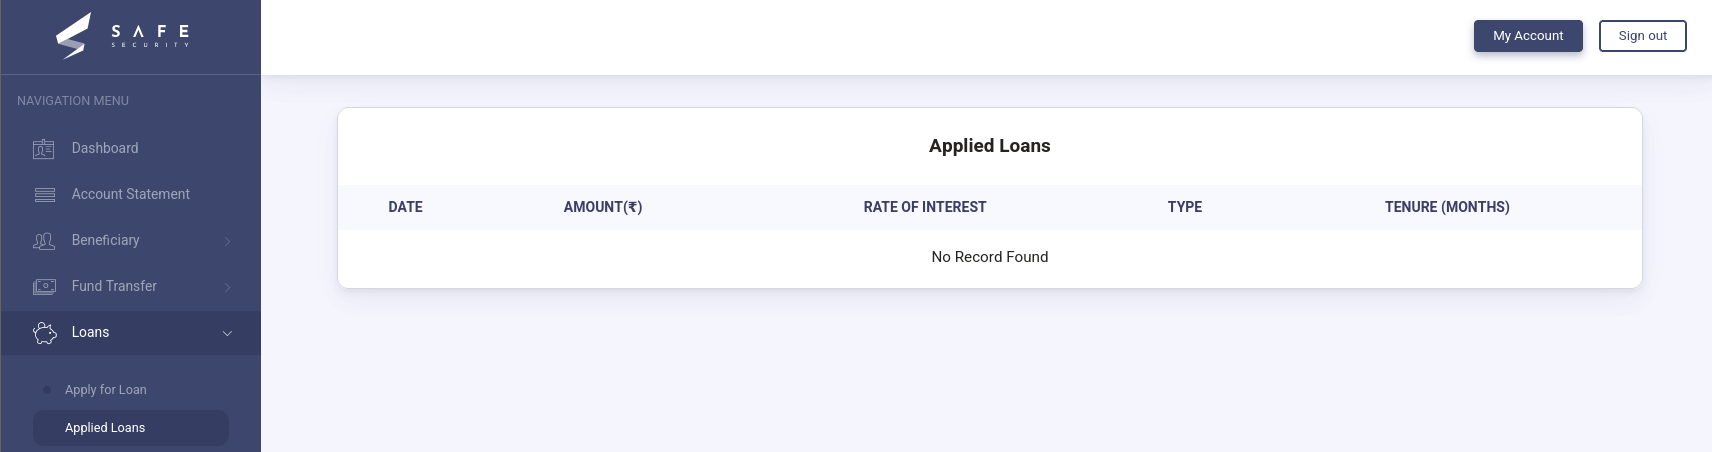 SAFE
SECURITY
My Account
Sign out
NAVIGATION MENU
Dashboard
Account Statement
Beneficiary
Fund Transfer
Loans
Apply for Loan
Applied Loans
Applied Loans
DATE AMOUNT(₹) RATE OF INTEREST TYPE TENURE (MONTHS)
No Record Found